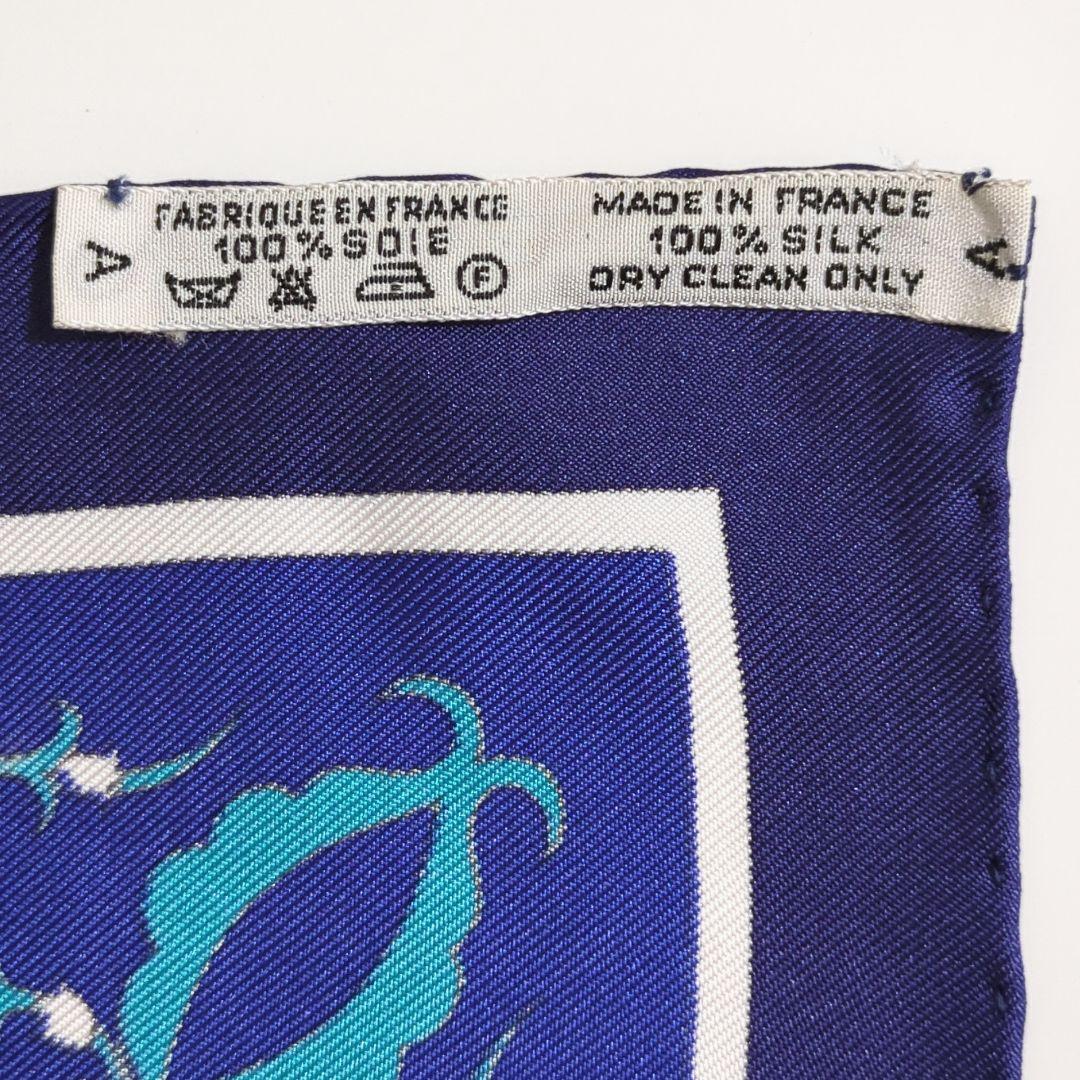 FABRIQUE EN FRANCE
100% SOIE
E F
MADE IN FRANCE
100% SILK
DRY CLEAN ONLY
A
A